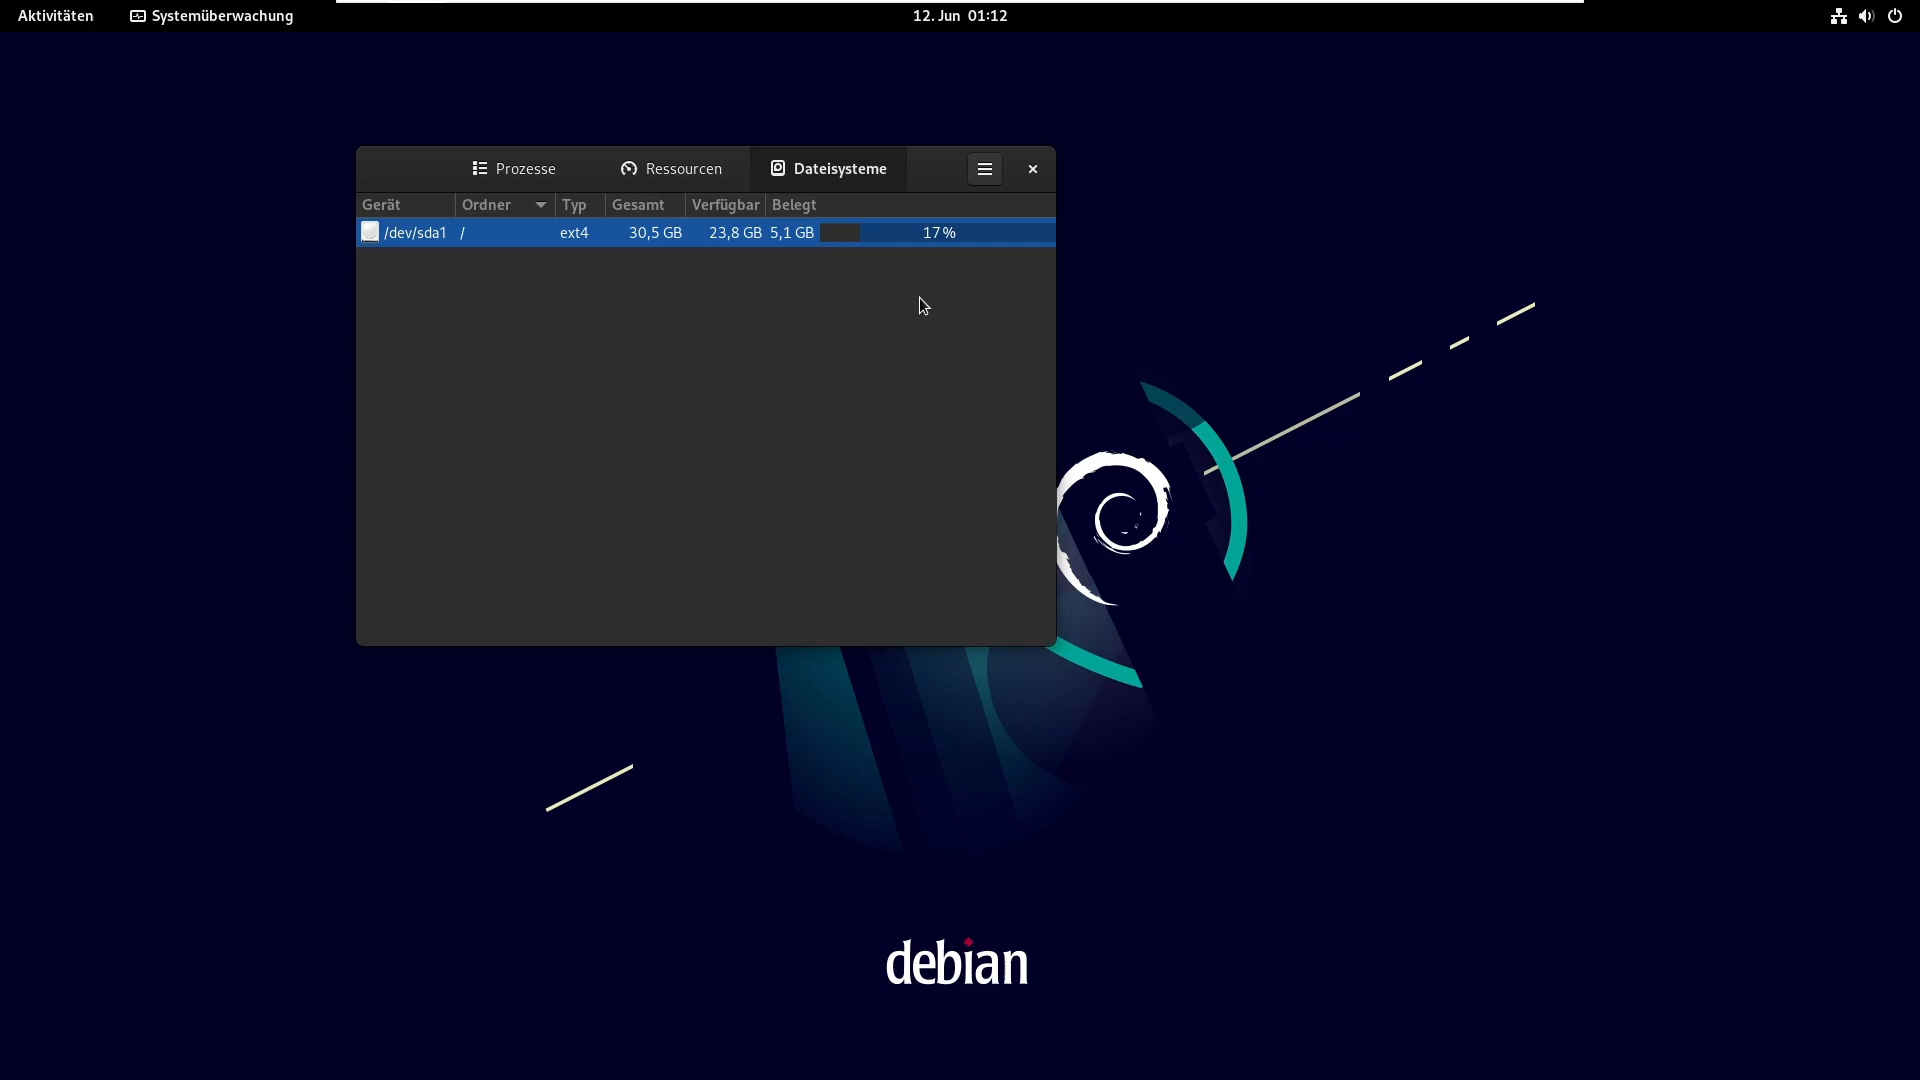 Aktivitäten Systemüberwachung 12. Jun 01:12
Prozesse Ressourcen Dateisysteme
Gerät Ordner Typ Gesamt Verfügbar Belegt
/dev/sda1 / ext4 30,5 GB 23,8 GB 5,1 GB 17 %
debian